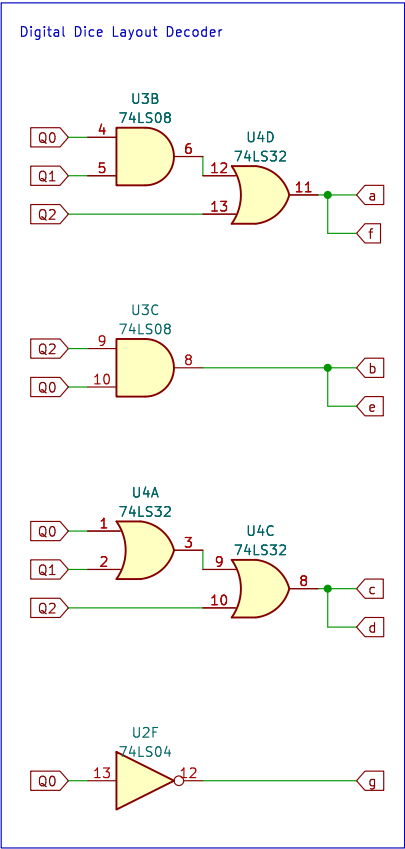 Digital Dice Layout Decoder
U3B
74LS08
Q0
4
6
Q1
5
U4D
74LS32
12
11
a
Q2
13
f
U3C
74LS08
Q2
9
8
b
Q0
10
e
U4A
74LS32
Q0
1
3
Q1
2
U4C
74LS32
9
8
c
Q2
10
d
U2F
74LS04
Q0
13
12
g